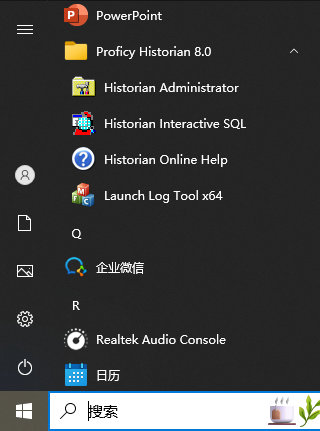 PowerPoint
Proficy Historian 8.0
Historian Administrator
Historian Interactive SQL
Historian Online Help
Launch Log Tool x64
Q
企业微信
R
Realtek Audio Console
日历
搜索